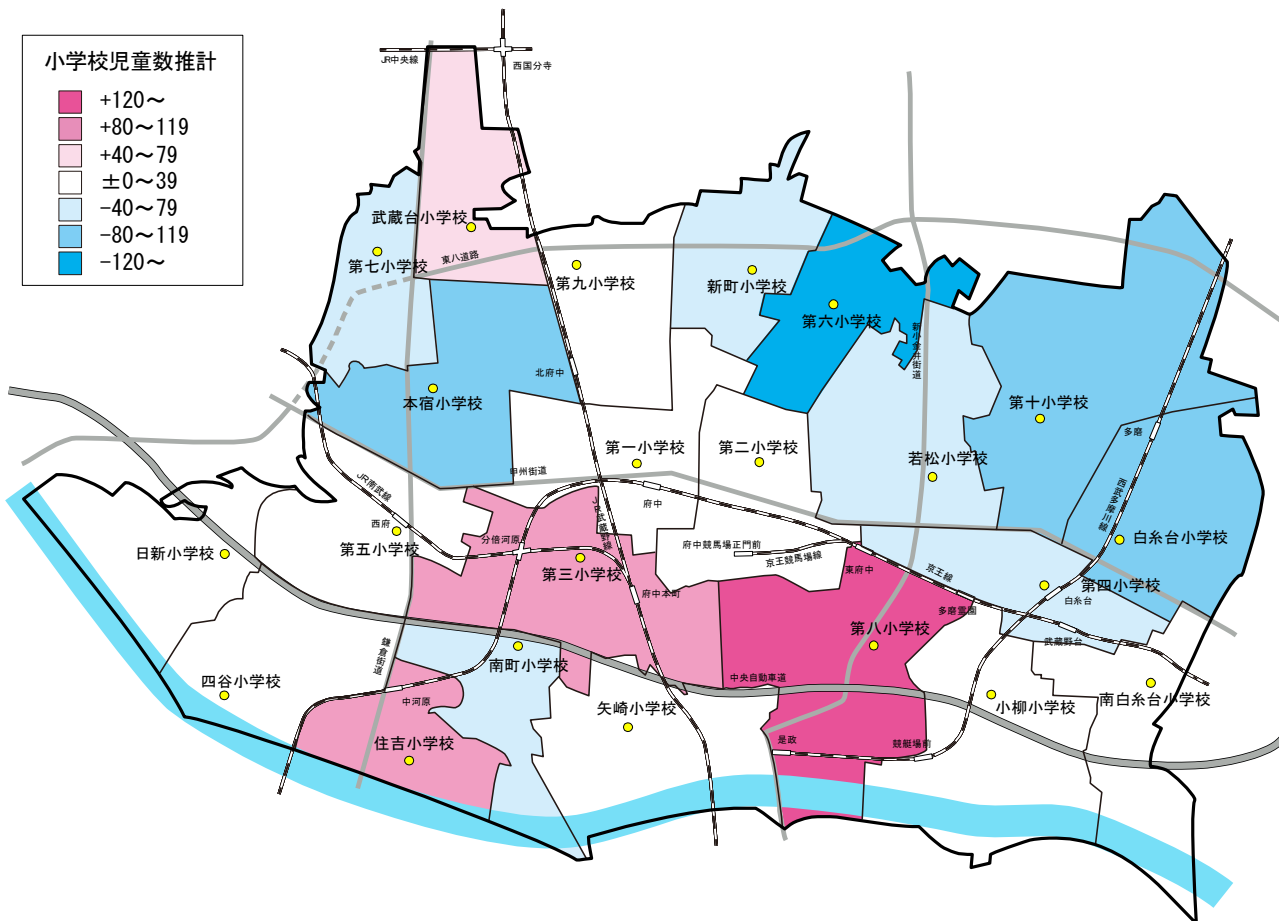 小学校児童数推計
+120～
+80～119
+40～79
±0～39
-40～79
-80～119
-120～
JR中央線
西国分寺
武蔵台小学校
第七小学校
東八道路
第九小学校
新町小学校
第六小学校
新小金井街道
北府中
本宿小学校
第十小学校
多磨
第一小学校
第二小学校
若松小学校
甲州街道
JR南武線
府中
JR武蔵野線
西武多摩川線
西府
分倍河原
日新小学校
第五小学校
第三小学校
府中競馬場正門前
京王競馬場線
東府中
京王線
白糸台小学校
第四小学校
白糸台
府中本町
多磨霊園
武蔵野台
鎌倉街道
南町小学校
第八小学校
四谷小学校
中河原
中央自動車道
小柳小学校
南白糸台小学校
矢崎小学校
住吉小学校
是政
競艇場前